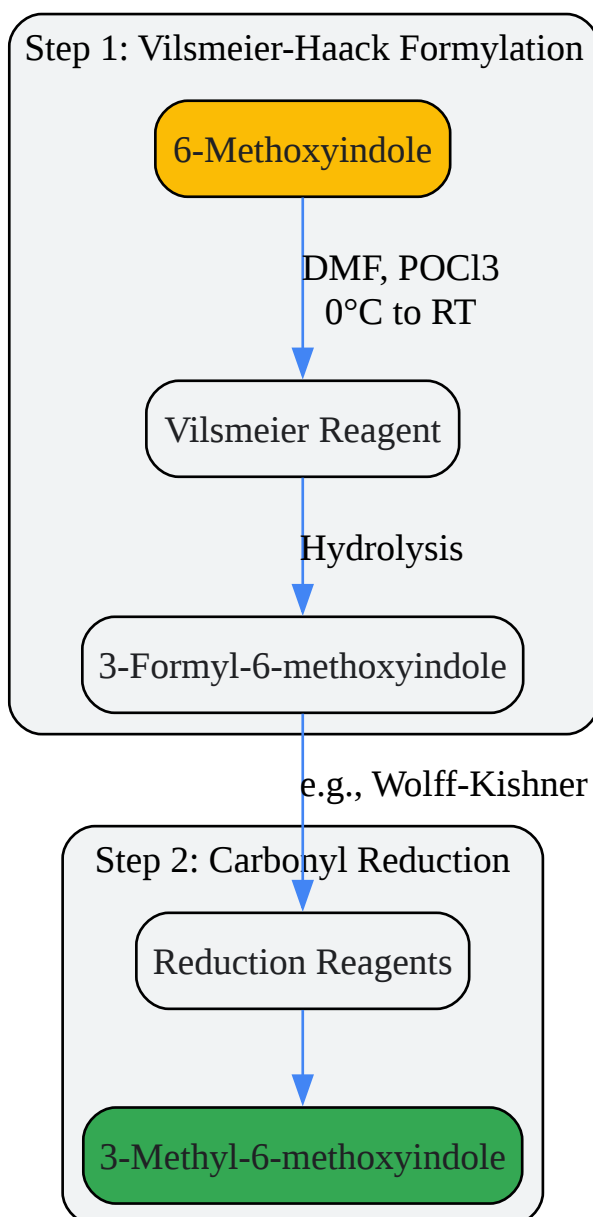 Step 1: Vilsmeier-Haack Formylation
6-Methoxyindole
DMF, POCl3
0°C to RT
Vilsmeier Reagent
Hydrolysis
3-Formyl-6-methoxyindole
e.g., Wolff-Kishner
Step 2: Carbonyl Reduction
Reduction Reagents
3-Methyl-6-methoxyindole